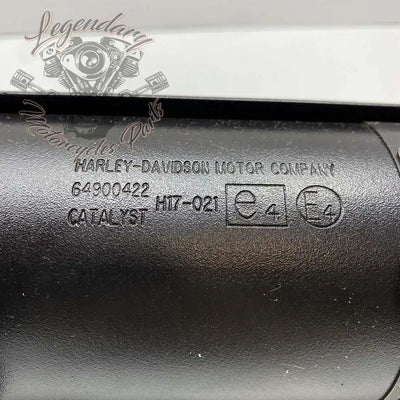 Legendary
Motorcycles Parts
HARLEY-DAVIDSON MOTOR COMPANY
64900422 H17-021 e4 E4
CATALYST